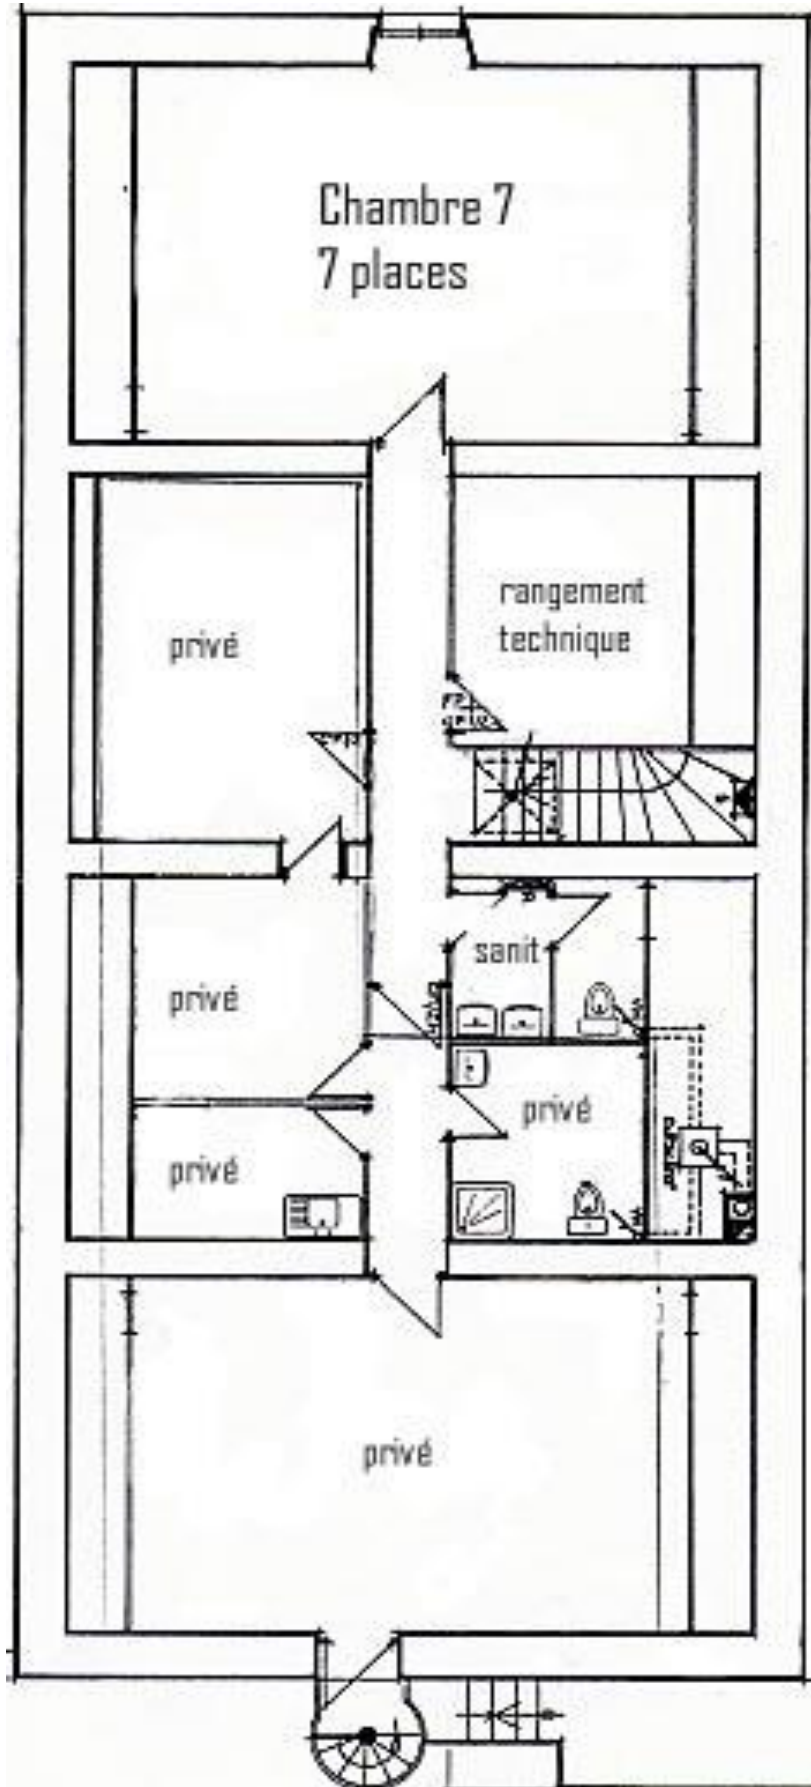 Chambre 7
7 places
privé
rangement
technique
privé
sanit
privé
privé
privé